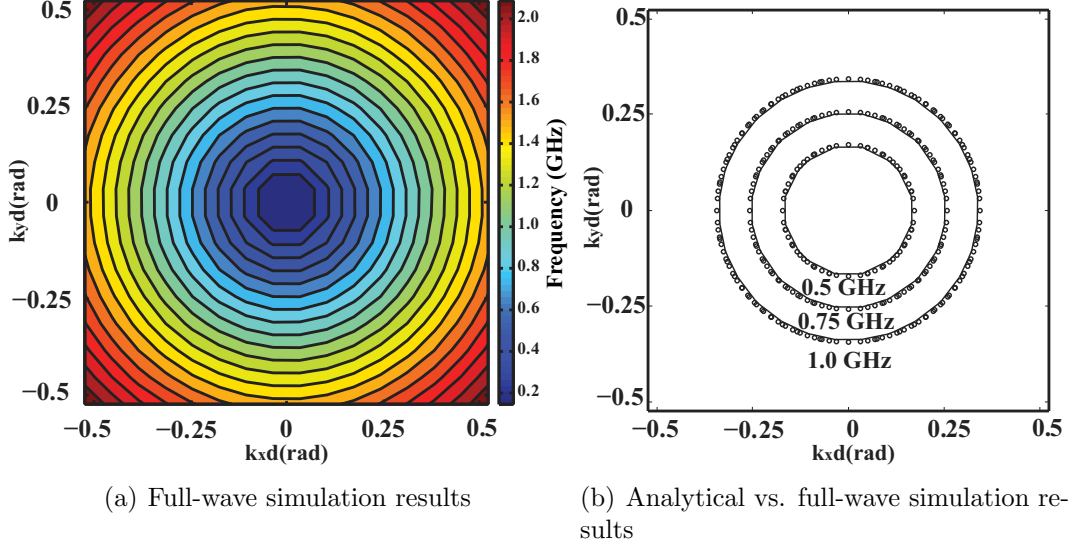 0.5
0.25
0
−0.25
−0.5
kyd(rad)
−0.5
−0.25
0
0.25
0.5
kxd(rad)
2.0
1.8
1.6
1.4
1.2
1.0
0.8
0.6
0.4
0.2
Frequency (GHz)
(a) Full-wave simulation results
0.5
0.25
0
−0.25
−0.5
kyd(rad)
0.5 GHz
0.75 GHz
1.0 GHz
−0.5
−0.25
0
0.25
0.5
kxd(rad)
(b) Analytical vs. full-wave simulation re-
sults